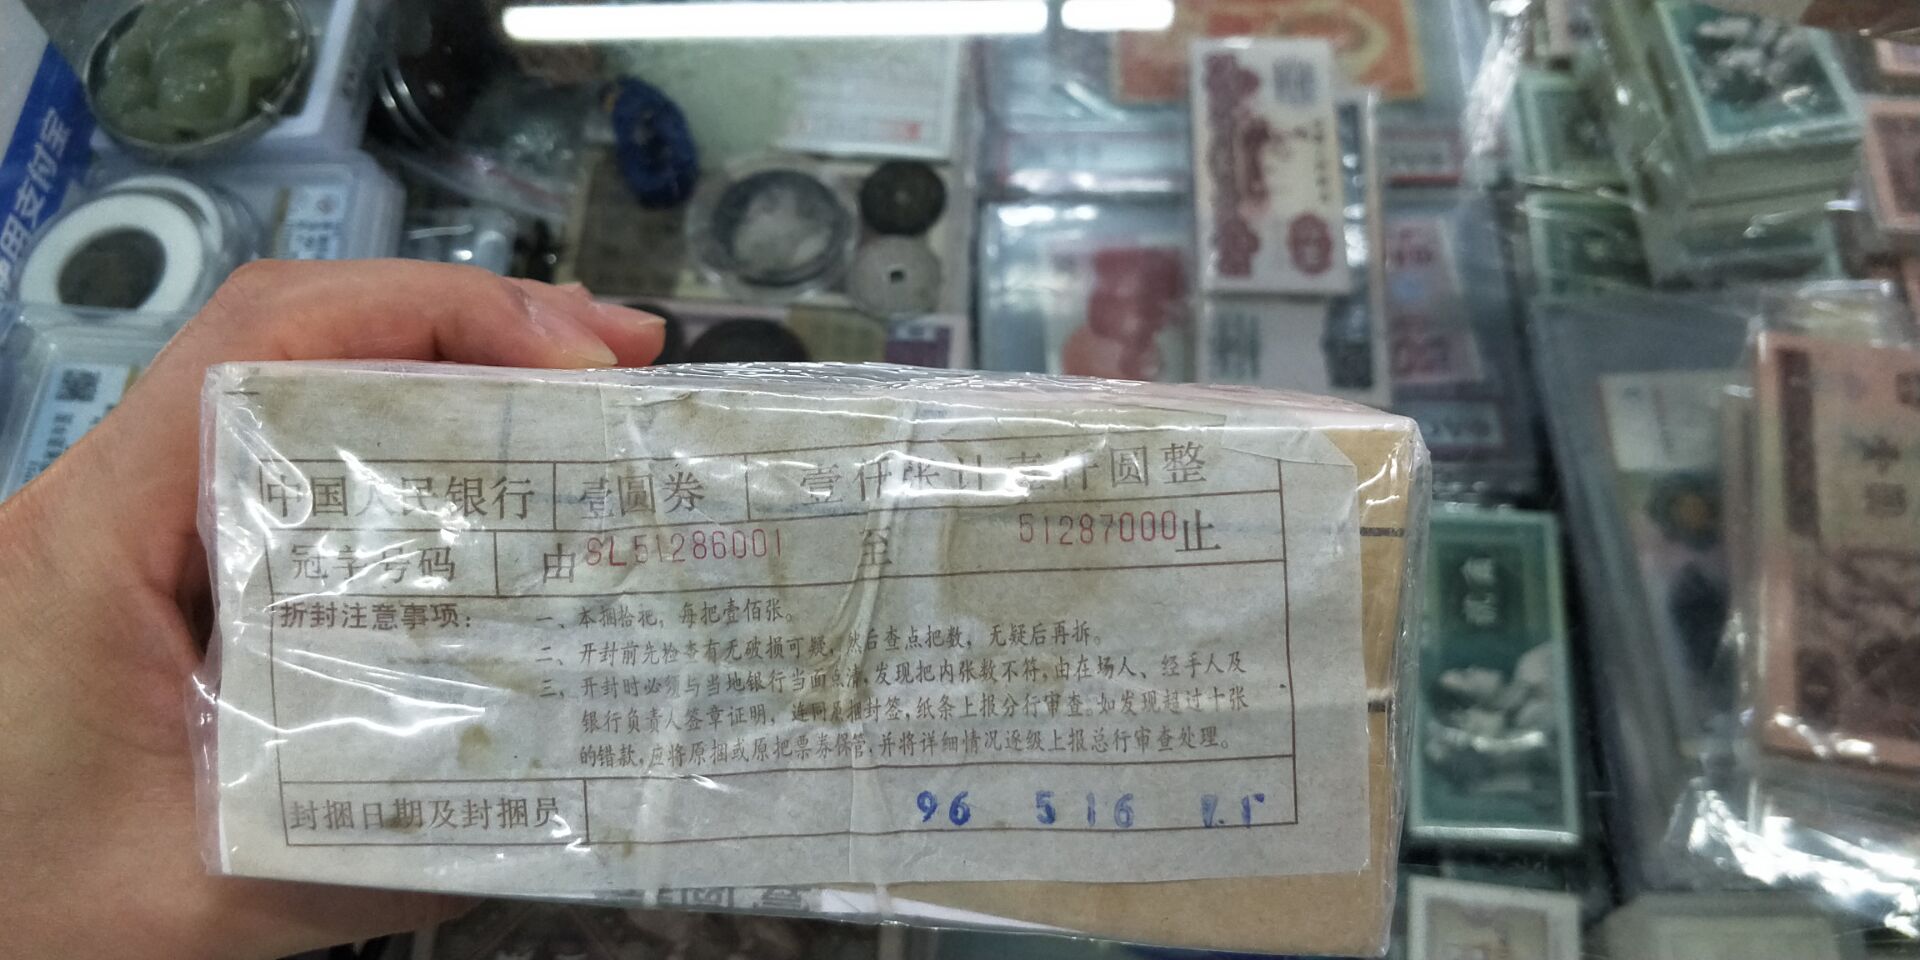 用支付宝
中国人民银行 壹圆券 壹仟张计壹仟圆整
冠字号码 由SL51286001 至 51287000止
折封注意事项:
一、本捆拾把，每把壹佰张。
二、开封前先检查有无破损可疑，然后查点把数，无疑后再拆。
三、开封时必须与当地银行当面点清，发现把内张数不符，由在场人、经手人及
银行负责人签章证明，连同原捆封签，纸条上报分行审查。如发现超过十张
的错款，应将原捆或原把票券保管，并将详细情况逐级上报总行审查处理。
封捆日期及封捆员 96 5 16